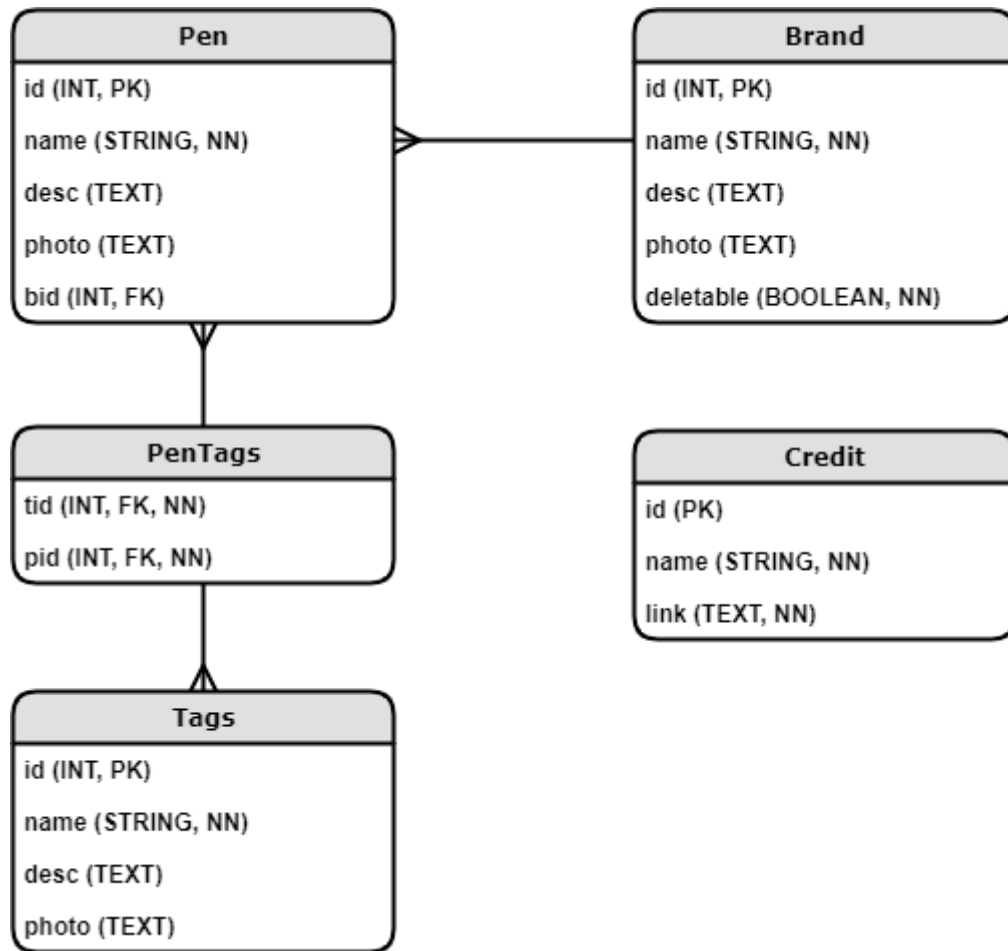 Pen
id (INT, PK)
name (STRING, NN)
desc (TEXT)
photo (TEXT)
bid (INT, FK)
Brand
id (INT, PK)
name (STRING, NN)
desc (TEXT)
photo (TEXT)
deletable (BOOLEAN, NN)
PenTags
tid (INT, FK, NN)
pid (INT, FK, NN)
Credit
id (PK)
name (STRING, NN)
link (TEXT, NN)
Tags
id (INT, PK)
name (STRING, NN)
desc (TEXT)
photo (TEXT)